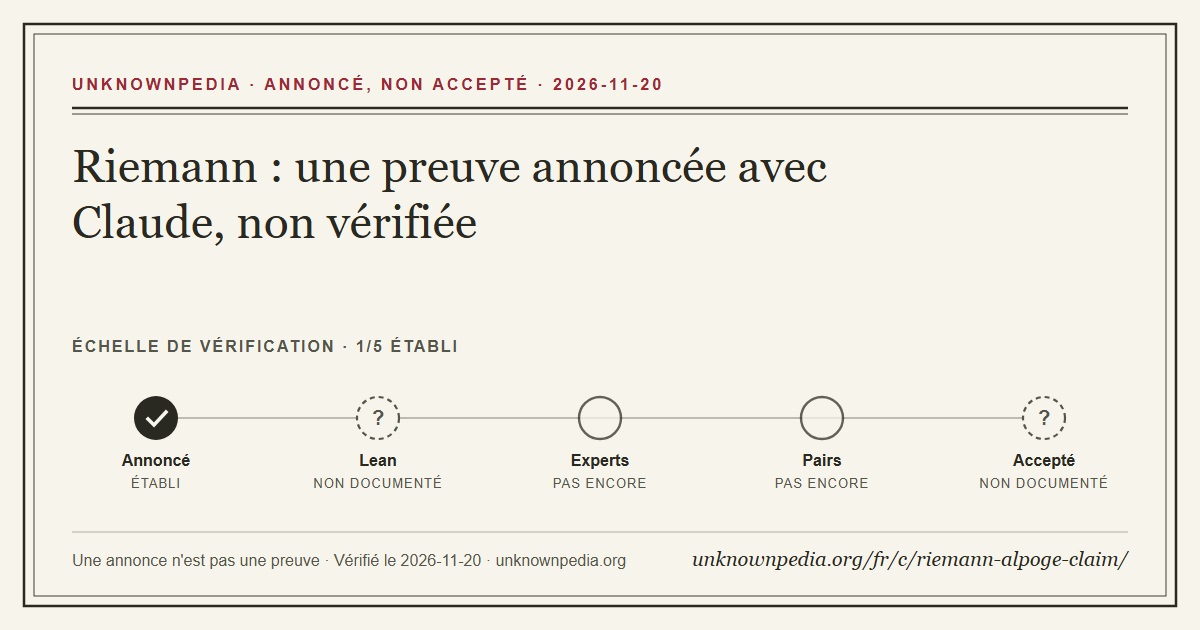 UNKNOWNPEDIA · ANNONCÉ, NON ACCEPTÉ · 2026-11-20
Riemann : une preuve annoncée avec
Claude, non vérifiée
ÉCHELLE DE VÉRIFICATION · 1/5 ÉTABLI
? ?
Annoncé Lean Experts Pairs Accepté
ÉTABLI NON DOCUMENTÉ PAS ENCORE PAS ENCORE NON DOCUMENTÉ
Une annonce n'est pas une preuve · Vérifié le 2026-11-20 · unknownpedia.org unknownpedia.org/fr/c/riemann-alpoge-claim/